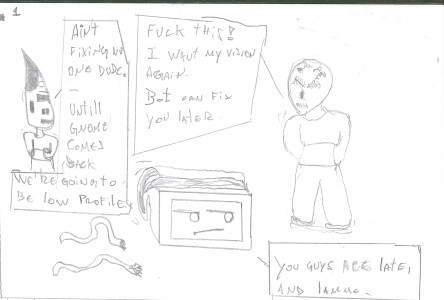 1
Ain't
Fixing no
one dude.
–
Untill
gnome
comes
back
We're going to
be low profile
Fuck this!
I want my vision
again.
Bot can fix
you later.
You guys are late,
and